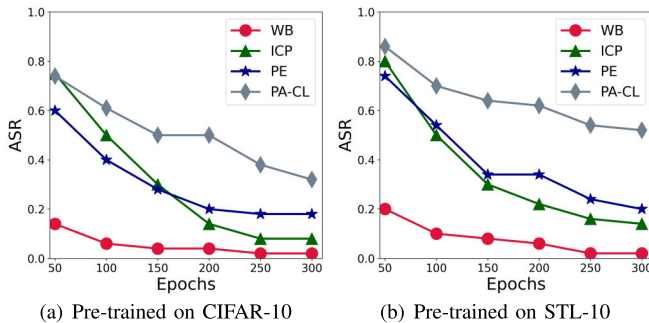 1.0
0.8
0.6
0.4
0.2
0.0
ASR
50 100 150 200 250 300
Epochs
WB
ICP
PE
PA-CL
(a) Pre-trained on CIFAR-10
1.0
0.8
0.6
0.4
0.2
0.0
ASR
50 100 150 200 250 300
Epochs
WB
ICP
PE
PA-CL
(b) Pre-trained on STL-10